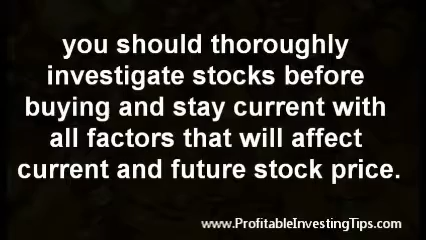 you should thoroughly
investigate stocks before
buying and stay current with
all factors that will affect
current and future stock price.
www.ProfitableInvestingTips.com